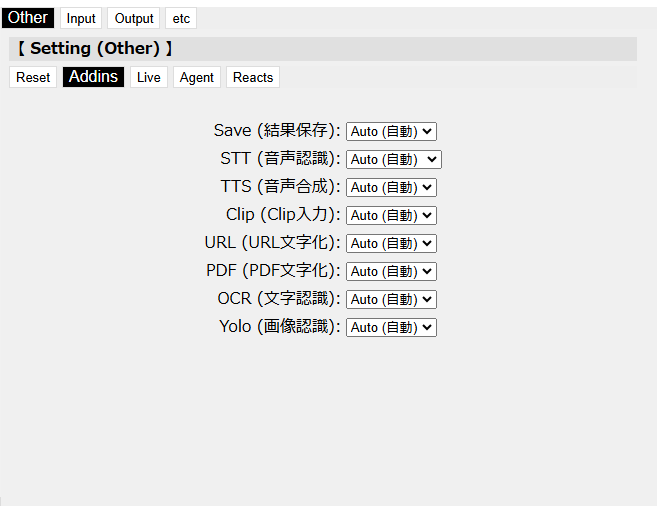 Other Input Output etc
【 Setting (Other) 】
Reset Addins Live Agent Reacts
Save (結果保存): Auto (自動)
STT (音声認識): Auto (自動)
TTS (音声合成): Auto (自動)
Clip (Clip入力): Auto (自動)
URL (URL文字化): Auto (自動)
PDF (PDF文字化): Auto (自動)
OCR (文字認識): Auto (自動)
Yolo (画像認識): Auto (自動)